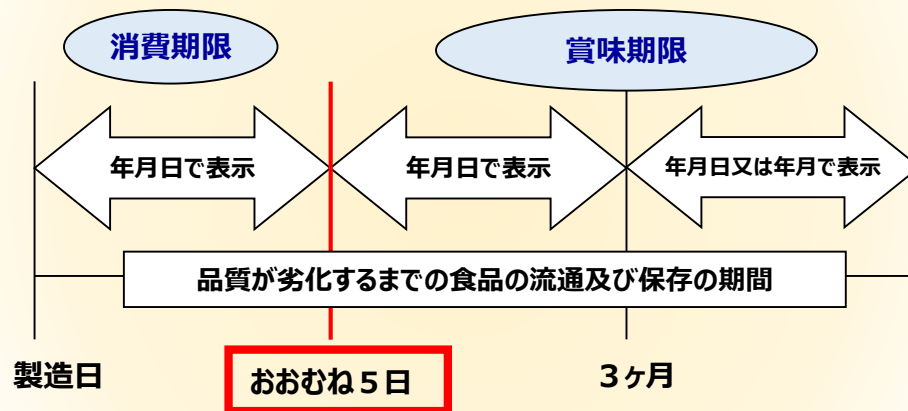 消費期限
賞味期限
年月日で表示
年月日で表示
年月日又は年月で表示
品質が劣化するまでの食品の流通及び保存の期間
製造日
おおむね５日
３ヶ月